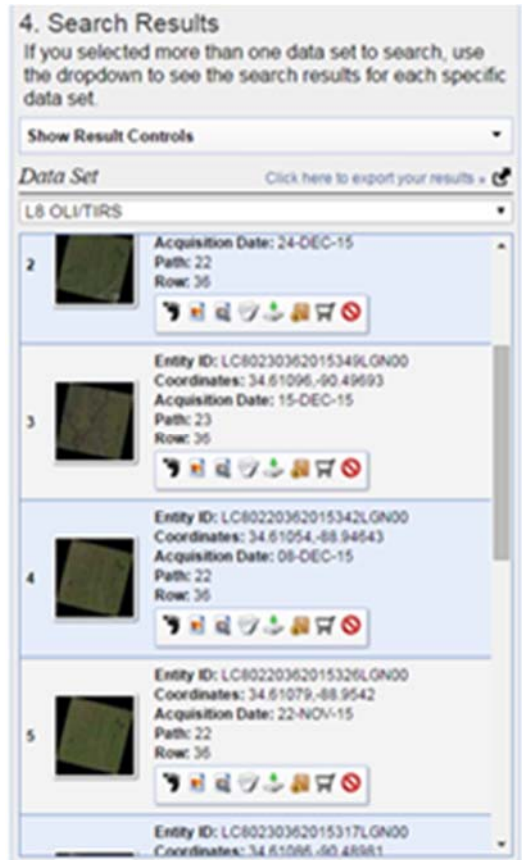 4. Search Results
If you selected more than one data set to search, use
the dropdown to see the search results for each specific
data set.
Show Result Controls
Data Set
Click here to export your results »
L8 OLI/TIRS
2
Acquisition Date: 24-DEC-15
Path: 22
Row: 36
3
Entity ID: LC80230362015349LGN00
Coordinates: 34.61096,-90.49693
Acquisition Date: 15-DEC-15
Path: 23
Row: 36
4
Entity ID: LC80220362015342LGN00
Coordinates: 34.61054,-88.94643
Acquisition Date: 08-DEC-15
Path: 22
Row: 36
5
Entity ID: LC80220362015326LGN00
Coordinates: 34.61079,-88.9542
Acquisition Date: 22-NOV-15
Path: 22
Row: 36
Entity ID: LC80230362015317LGN00
Coordinates: 34.61086,-90.48981